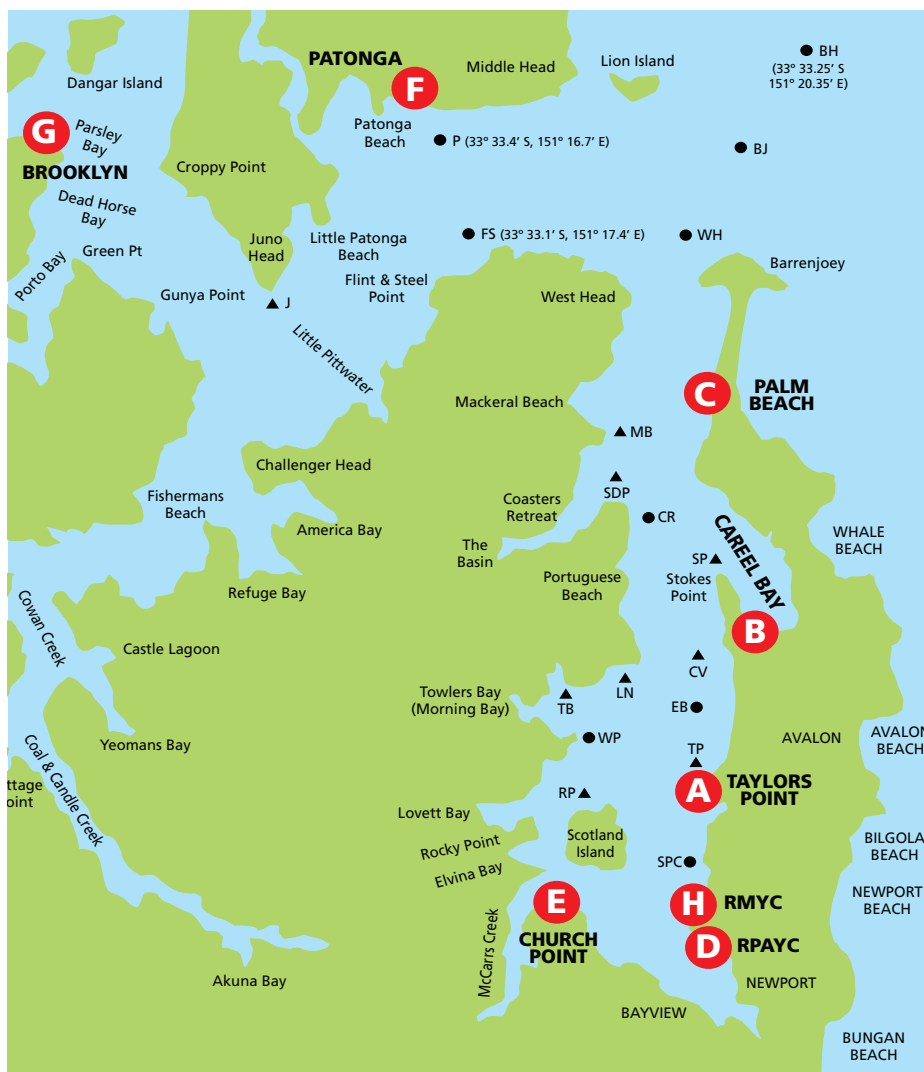 PATONGA
Middle Head
Lion Island
BH
(33º 33.25' S
151º 20.35' E)
Dangar Island
F
G
Parsley
Bay
BROOKLYN
Patonga
Beach
P (33º 33.4' S, 151º 16.7' E)
BJ
Croppy Point
Dead Horse
Bay
Green Pt
Porto Bay
Juno
Head
Little Patonga
Beach
FS (33º 33.1' S, 151º 17.4' E)
WH
Barrenjoey
Flint & Steel
Point
Gunya Point
J
West Head
Little Pittwater
C
PALM
BEACH
Mackeral Beach
MB
Challenger Head
SDP
Fishermans
Beach
Coasters
Retreat
CR
America Bay
The
Basin
CAREEL BAY
WHALE
BEACH
SP
Stokes
Point
Portuguese
Beach
Refuge Bay
Cowan Creek
B
Castle Lagoon
CV
LN
Towlers Bay
(Morning Bay)
TB
EB
Yeomans Bay
WP
TP
AVALON
AVALON
BEACH
Coal & Candle Creek
ttage
oint
A
TAYLORS
POINT
RP
Lovett Bay
Rocky Point
Scotland
Island
BILGOLA
BEACH
Elvina Bay
SPC
NEWPORT
BEACH
E
H
RMYC
CHURCH
POINT
McCarrs Creek
D
RPAYC
Akuna Bay
NEWPORT
BAYVIEW
BUNGAN
BEACH